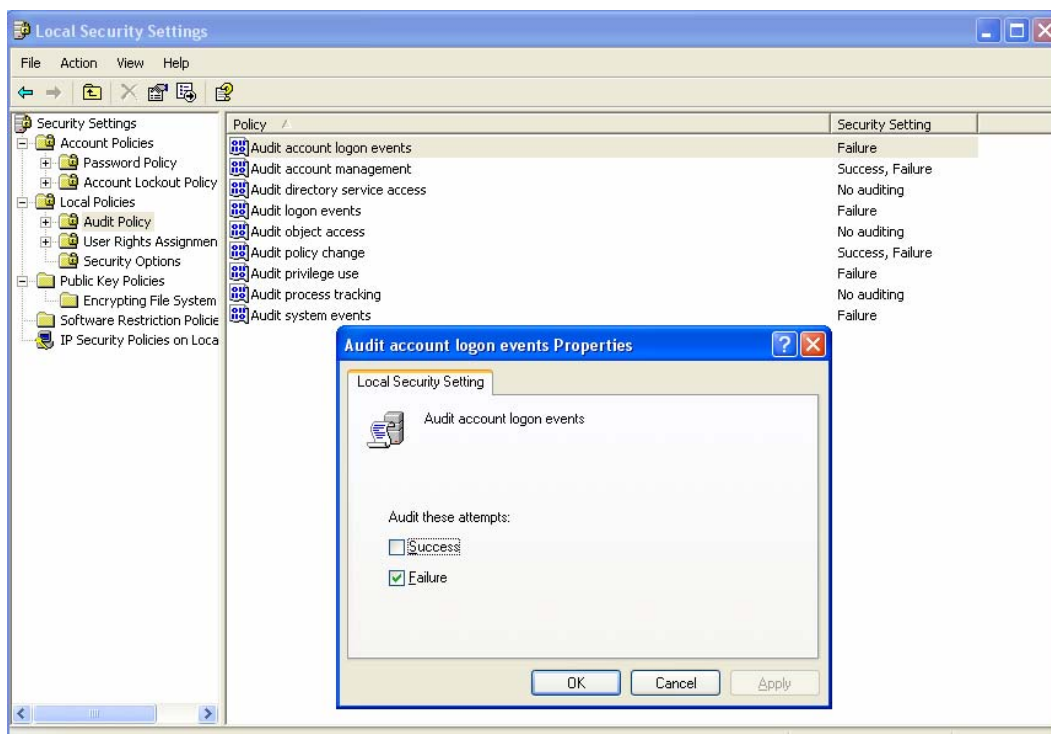 Local Security Settings
File Action View Help
Security Settings
Account Policies
Password Policy
Account Lockout Policy
Local Policies
Audit Policy
User Rights Assignmen
Security Options
Public Key Policies
Encrypting File System
Software Restriction Policie
IP Security Policies on Loca
Policy Security Setting
Audit account logon events Failure
Audit account management Success, Failure
Audit directory service access No auditing
Audit logon events Failure
Audit object access No auditing
Audit policy change Success, Failure
Audit privilege use Failure
Audit process tracking No auditing
Audit system events Failure
Audit account logon events Properties
Local Security Setting
Audit account logon events
Audit these attempts:
Success
Failure
OK Cancel Apply